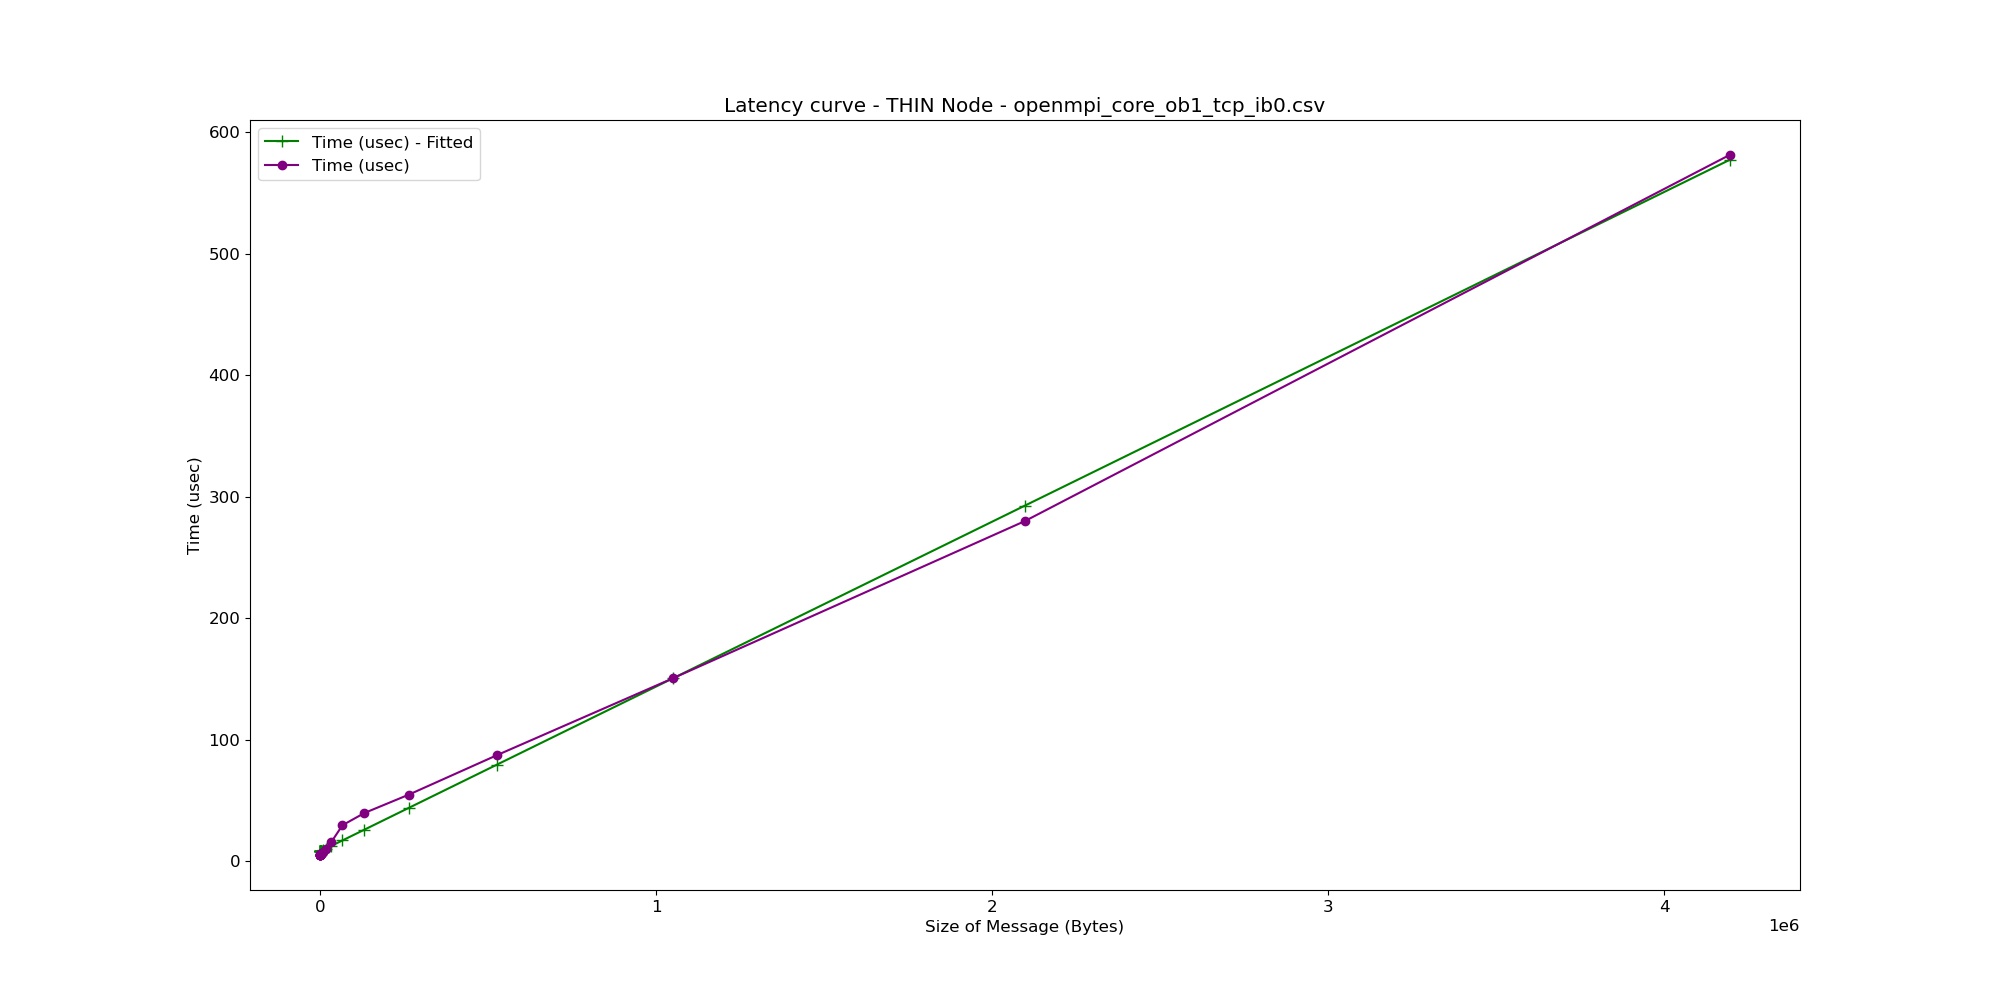 Latency curve - THIN Node - openmpi_core_ob1_tcp_ib0.csv
Time (usec) - Fitted
Time (usec)
600
500
400
300
200
100
0
Time (usec)
0 1 2 3 4
1e6
Size of Message (Bytes)